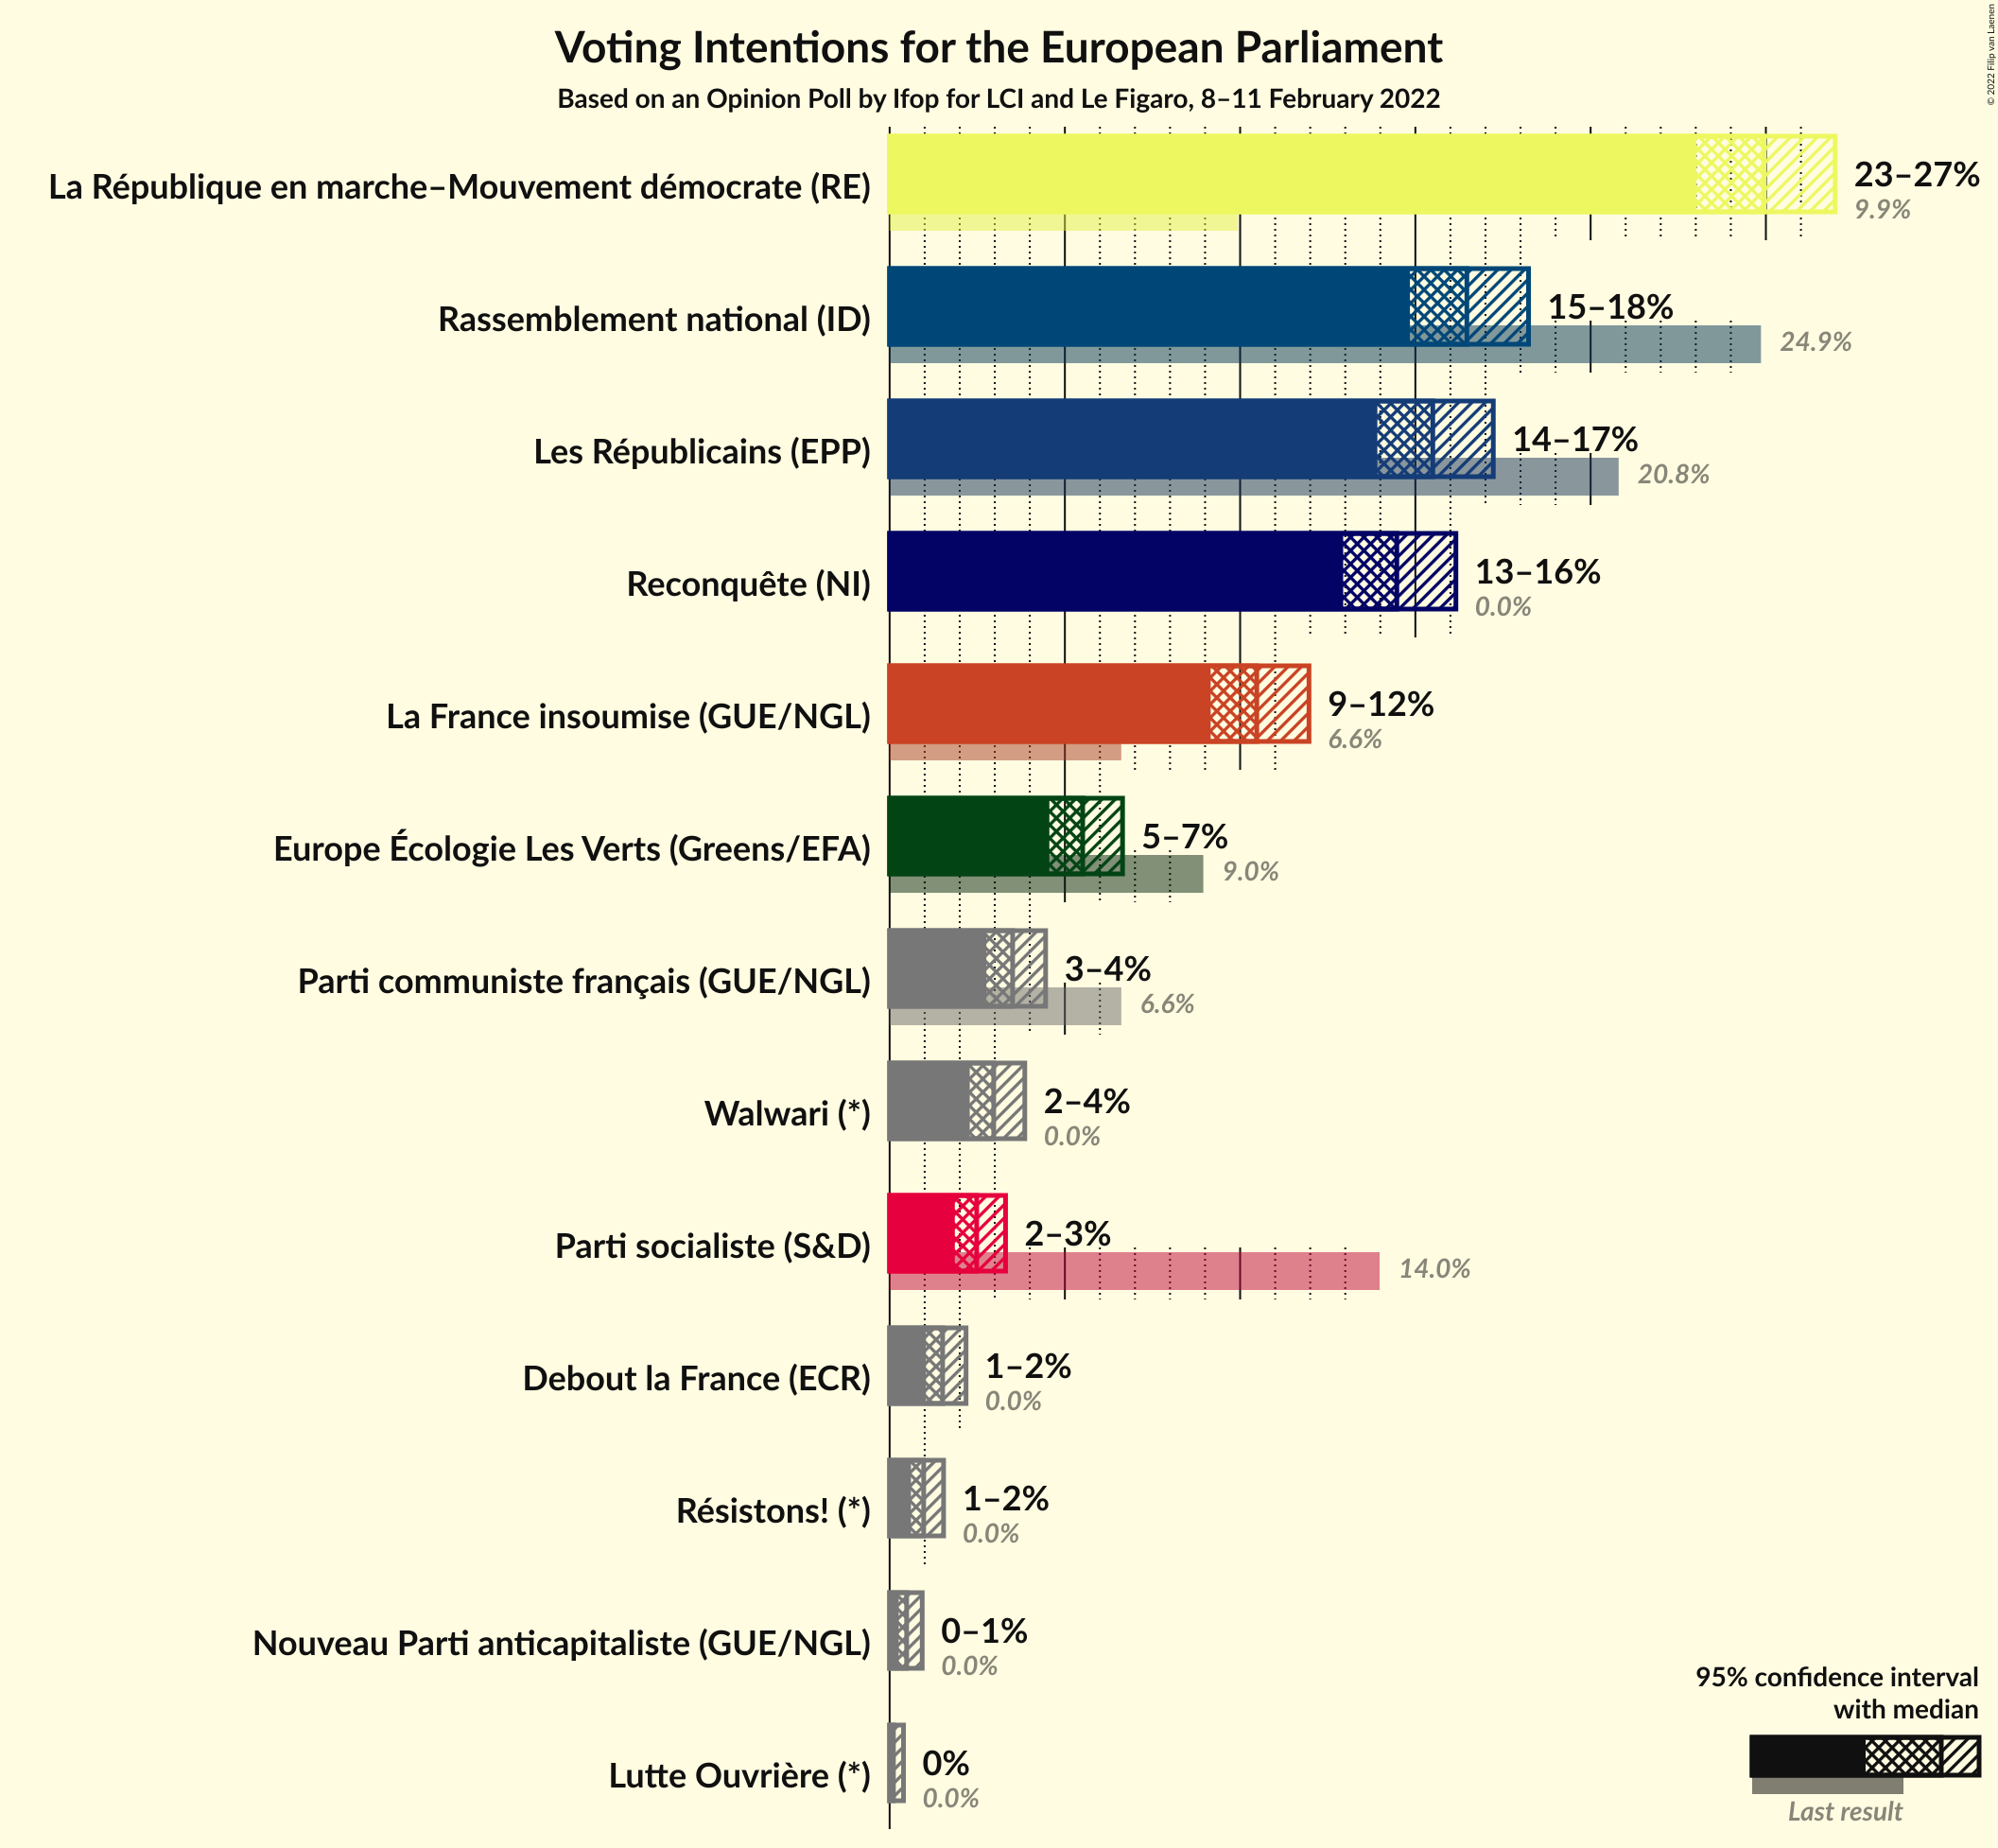 Voting Intentions for the European Parliament
Based on an Opinion Poll by Ifop for LCI and Le Figaro, 8–11 February 2022
© 2022 Filip van Laenen
La République en marche–Mouvement démocrate (RE)
23–27%
9.9%
Rassemblement national (ID)
15–18%
24.9%
Les Républicains (EPP)
14–17%
20.8%
Reconquête (NI)
13–16%
0.0%
La France insoumise (GUE/NGL)
9–12%
6.6%
Europe Écologie Les Verts (Greens/EFA)
5–7%
9.0%
Parti communiste français (GUE/NGL)
3–4%
6.6%
Walwari (*)
2–4%
0.0%
Parti socialiste (S&D)
2–3%
14.0%
Debout la France (ECR)
1–2%
0.0%
Résistons! (*)
1–2%
0.0%
Nouveau Parti anticapitaliste (GUE/NGL)
0–1%
0.0%
Lutte Ouvrière (*)
0%
0.0%
95% confidence interval
with median
Last result